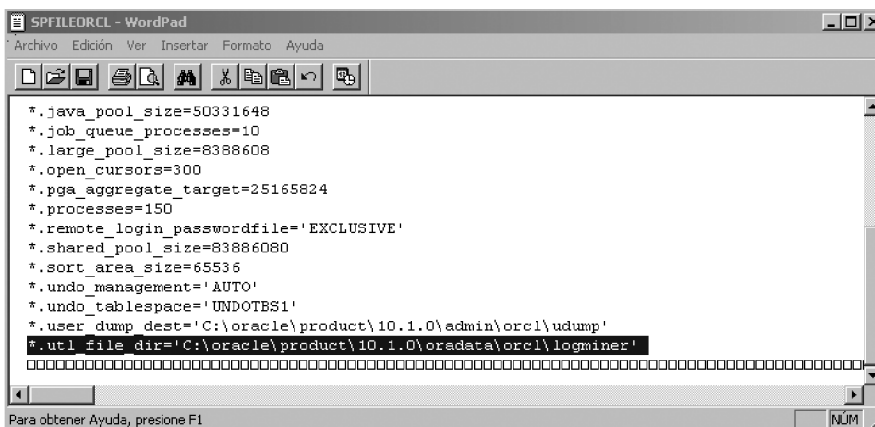 SPFILEORCL - WordPad
Archivo Edición Ver Insertar Formato Ayuda
*.java_pool_size=50331648
*.job_queue_processes=10
*.large_pool_size=8388608
*.open_cursors=300
*.pga_aggregate_target=25165824
*.processes=150
*.remote_login_passwordfile='EXCLUSIVE'
*.shared_pool_size=83886080
*.sort_area_size=65536
*.undo_management='AUTO'
*.undo_tablespace='UNDOTBS1'
*.user_dump_dest='C:\oracle\product\10.1.0\admin\orcl\udump'
*.utl_file_dir='C:\oracle\product\10.1.0\oradata\orcl\logminer'
Para obtener Ayuda, presione F1
NÚM